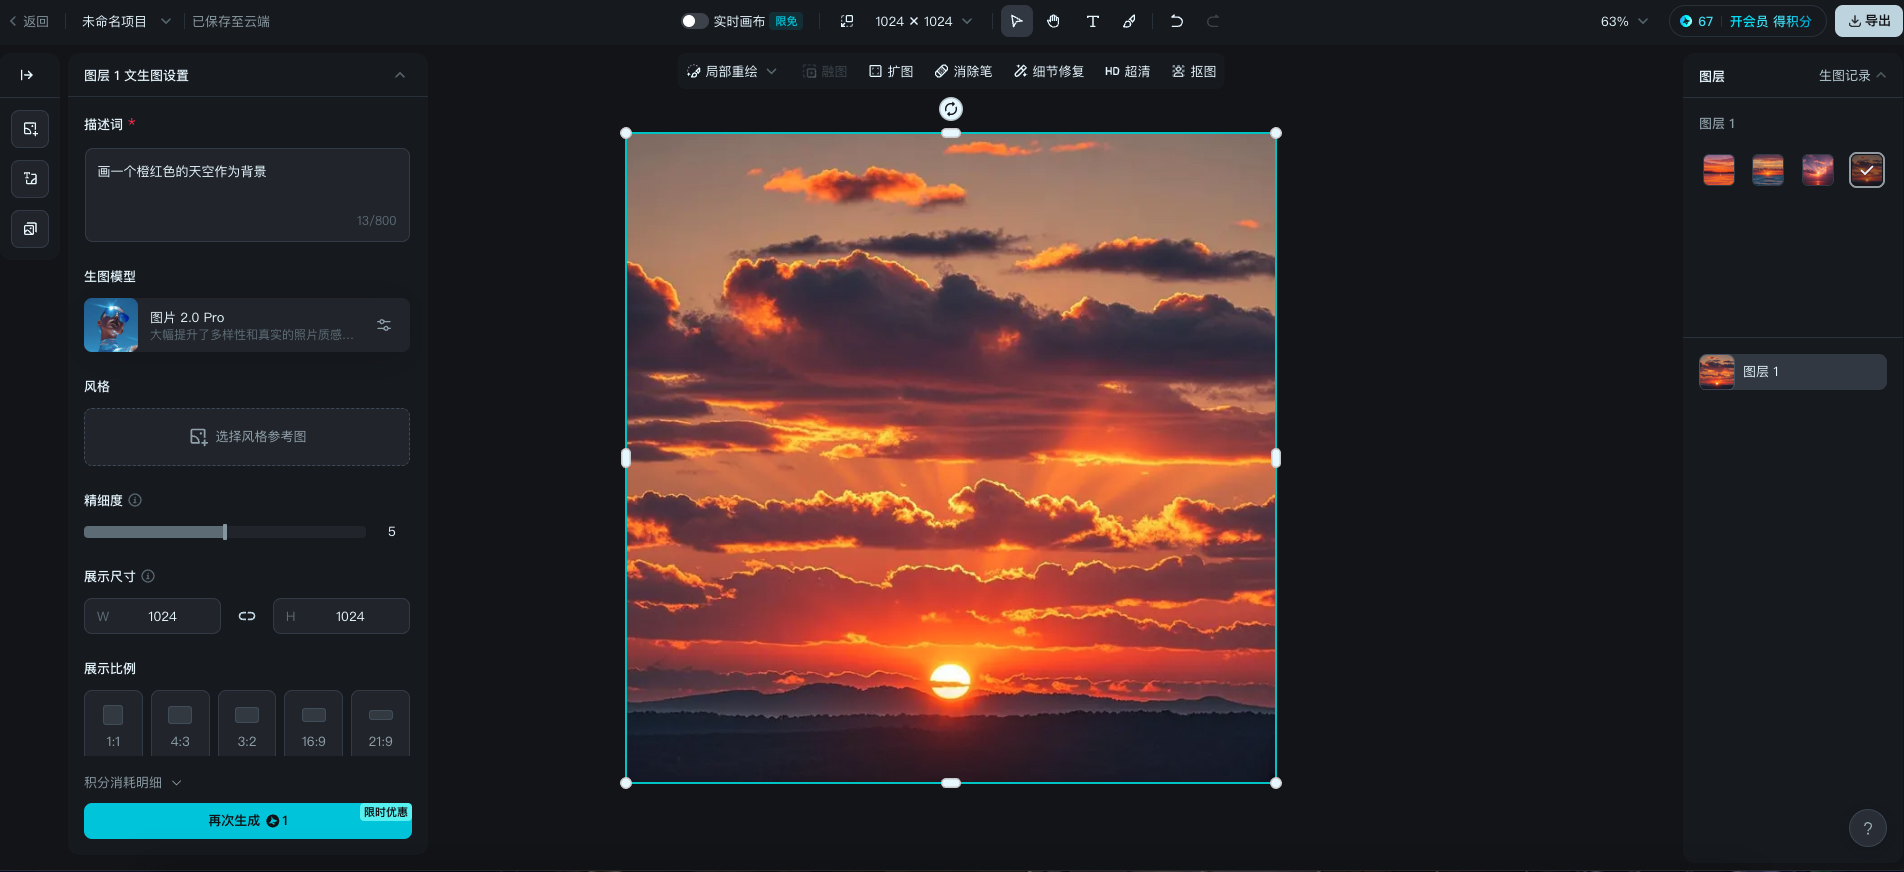 返回
未命名项目
已保存至云端
实时画布 限免
1024 × 1024
63%
67
开会员 得积分
导出
图层 1 文生图设置
描述词 *
画一个橙红色的天空作为背景
13/800
生图模型
图片 2.0 Pro
大幅提升了多样性和真实的照片质感...
风格
选择风格参考图
精细度
5
展示尺寸
W 1024
H 1024
展示比例
1:1
4:3
3:2
16:9
21:9
积分消耗明细
限时优惠
再次生成 1
局部重绘
融图
扩图
消除笔
细节修复
HD 超清
抠图
图层
生图记录
图层 1
图层 1
?